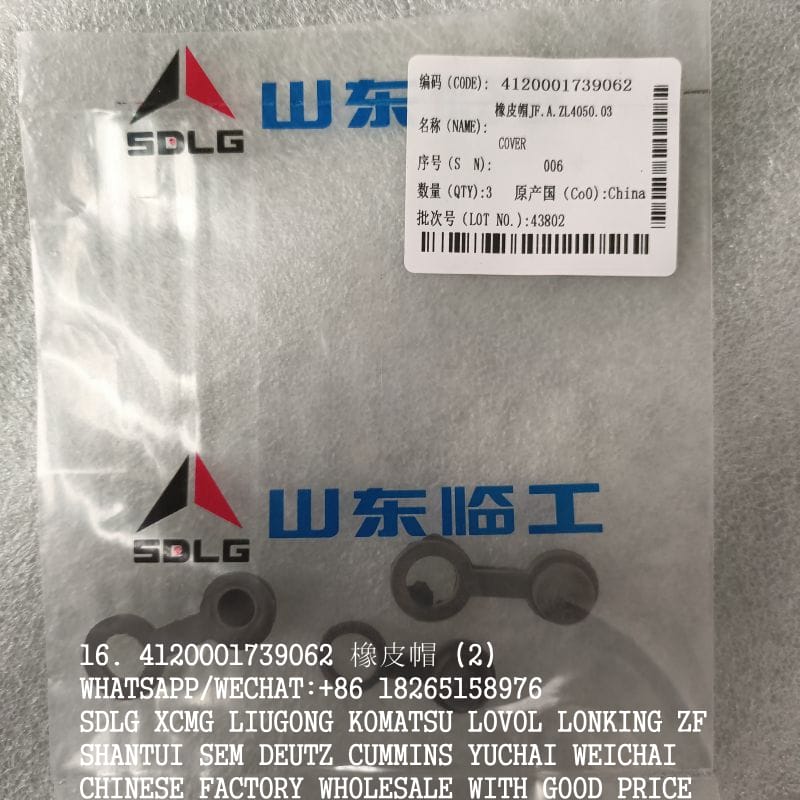 SDLG
山东
编码(CODE): 4120001739062
橡皮帽JF.A.ZL4050.03
名称(NAME):
COVER
序号(S N): 006
数量(QTY):3 原产国(CoO):China
批次号(LOT NO.):43802
SDLG 山东临工
16. 4120001739062 橡皮帽 (2)
WHATSAPP/WECHAT:+86 18265158976
SDLG XCMG LIUGONG KOMATSU LOVOL LONKING ZF
SHANTUI SEM DEUTZ CUMMINS YUCHAI WEICHAI
CHINESE FACTORY WHOLESALE WITH GOOD PRICE